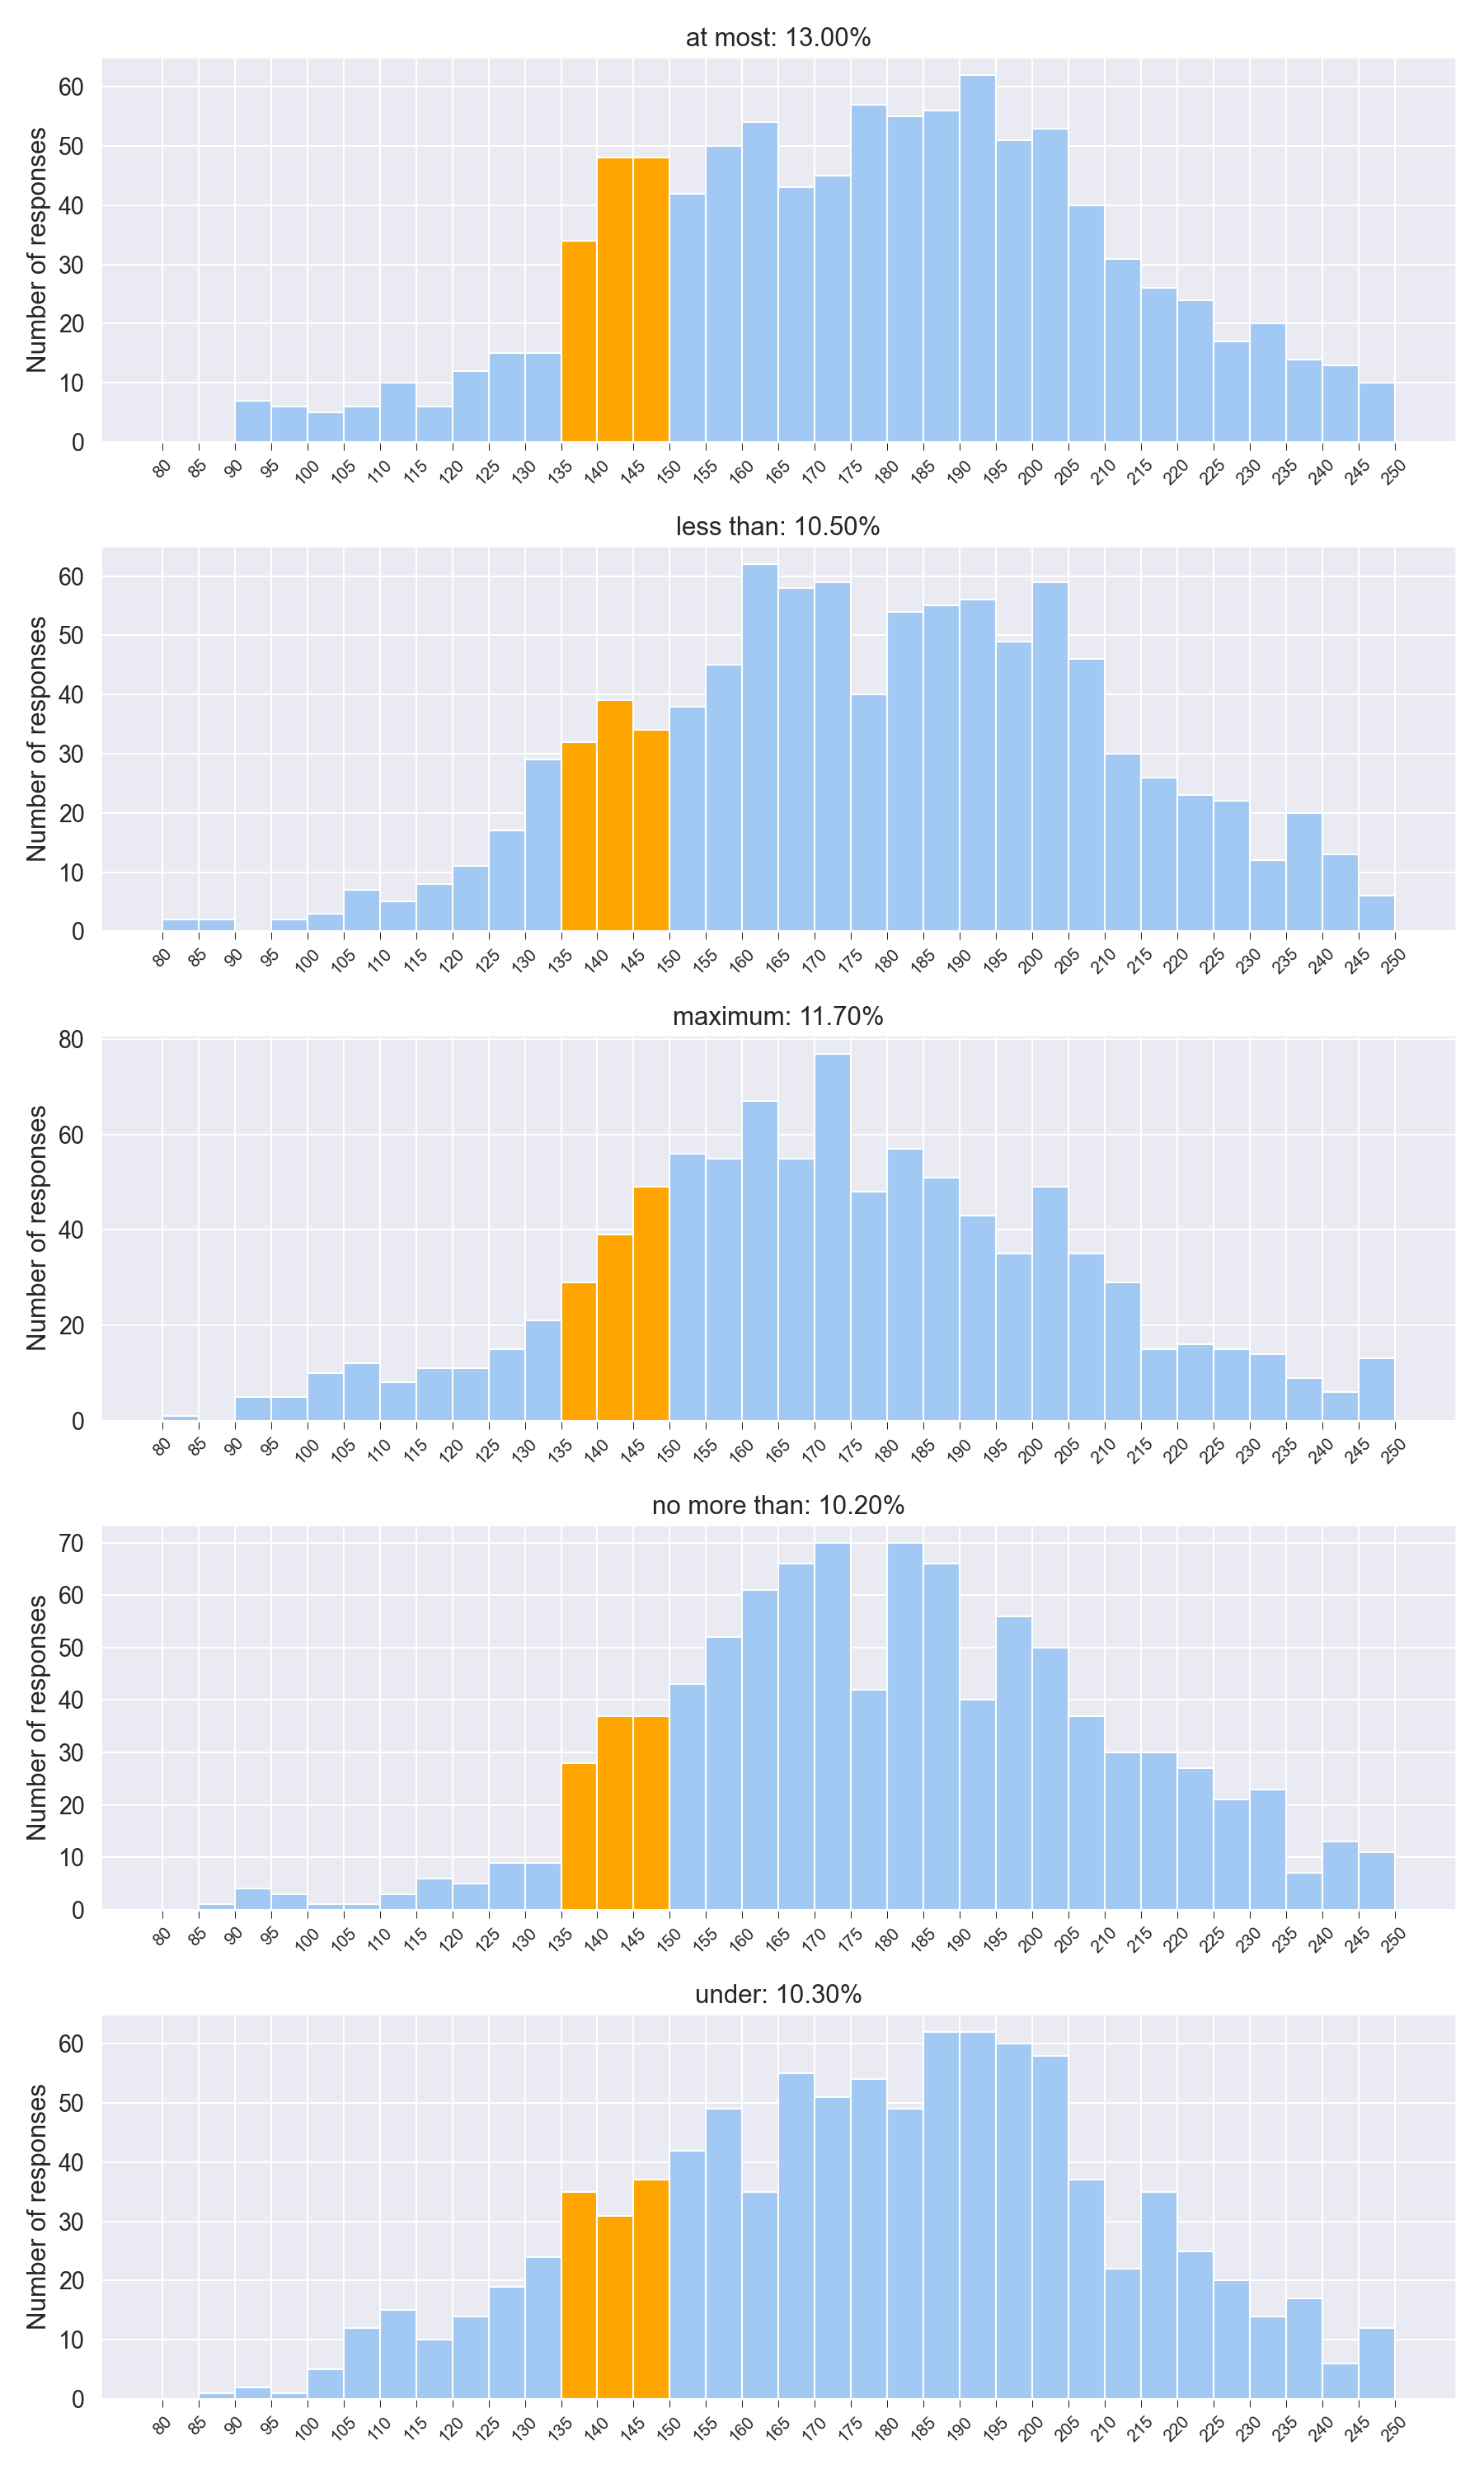 at most: 13.00%
Number of responses
60
50
40
30
20
10
0
80 85 90 95 100 105 110 115 120 125 130 135 140 145 150 155 160 165 170 175 180 185 190 195 200 205 210 215 220 225 230 235 240 245 250
less than: 10.50%
Number of responses
60
50
40
30
20
10
0
80 85 90 95 100 105 110 115 120 125 130 135 140 145 150 155 160 165 170 175 180 185 190 195 200 205 210 215 220 225 230 235 240 245 250
maximum: 11.70%
Number of responses
80
60
40
20
0
80 85 90 95 100 105 110 115 120 125 130 135 140 145 150 155 160 165 170 175 180 185 190 195 200 205 210 215 220 225 230 235 240 245 250
no more than: 10.20%
Number of responses
70
60
50
40
30
20
10
0
80 85 90 95 100 105 110 115 120 125 130 135 140 145 150 155 160 165 170 175 180 185 190 195 200 205 210 215 220 225 230 235 240 245 250
under: 10.30%
Number of responses
60
50
40
30
20
10
0
80 85 90 95 100 105 110 115 120 125 130 135 140 145 150 155 160 165 170 175 180 185 190 195 200 205 210 215 220 225 230 235 240 245 250